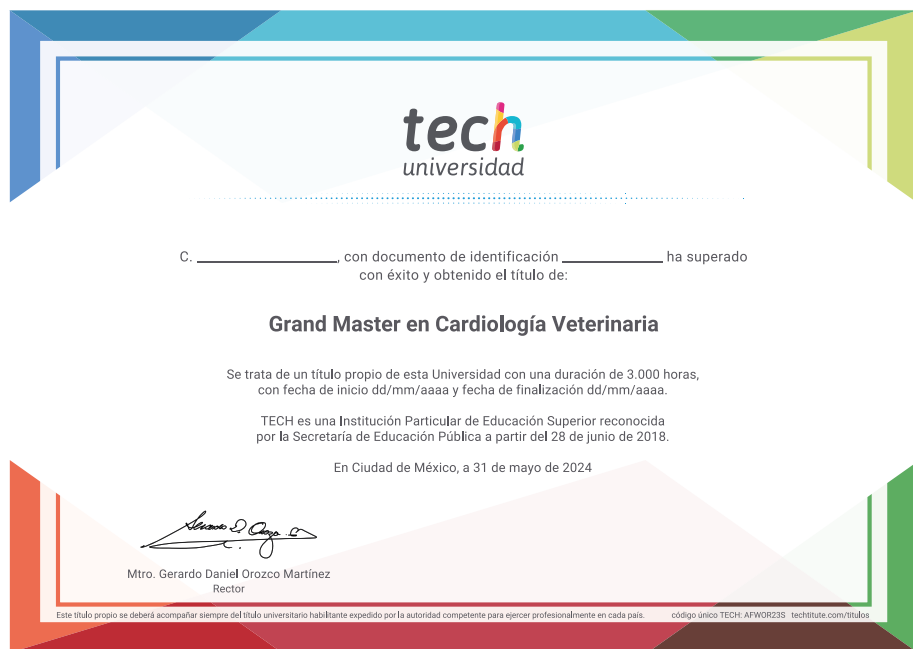 tech
universidad
C. ____________, con documento de identificación ____________ ha superado
con éxito y obtenido el título de:
Grand Master en Cardiología Veterinaria
Se trata de un título propio de esta Universidad con una duración de 3.000 horas,
con fecha de inicio dd/mm/aaaa y fecha de finalización dd/mm/aaaa.
TECH es una Institución Particular de Educación Superior reconocida
por la Secretaría de Educación Pública a partir del 28 de junio de 2018.
En Ciudad de México, a 31 de mayo de 2024
Mtro. Gerardo Daniel Orozco Martínez
Rector
Este título propio se deberá acompañar siempre del título universitario habilitante expedido por la autoridad competente para ejercer profesionalmente en cada país. código único TECH: AFWOR23S techtitute.com/titulos